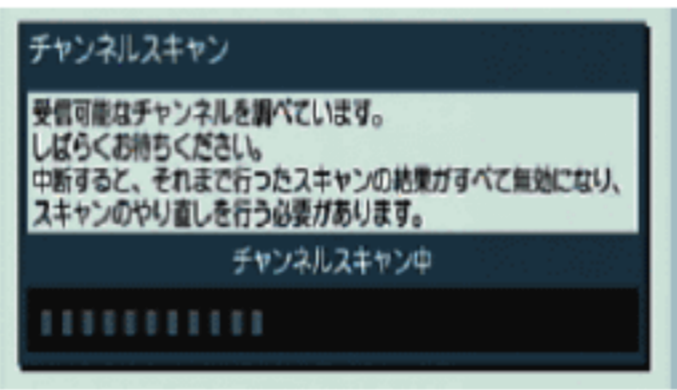 チャンネルスキャン
受信可能なチャンネルを調べています。
しばらくお待ちください。
中断すると、それまで行ったスキャンの結果がすべて無効になり、
スキャンのやり直しを行う必要があります。
チャンネルスキャン中